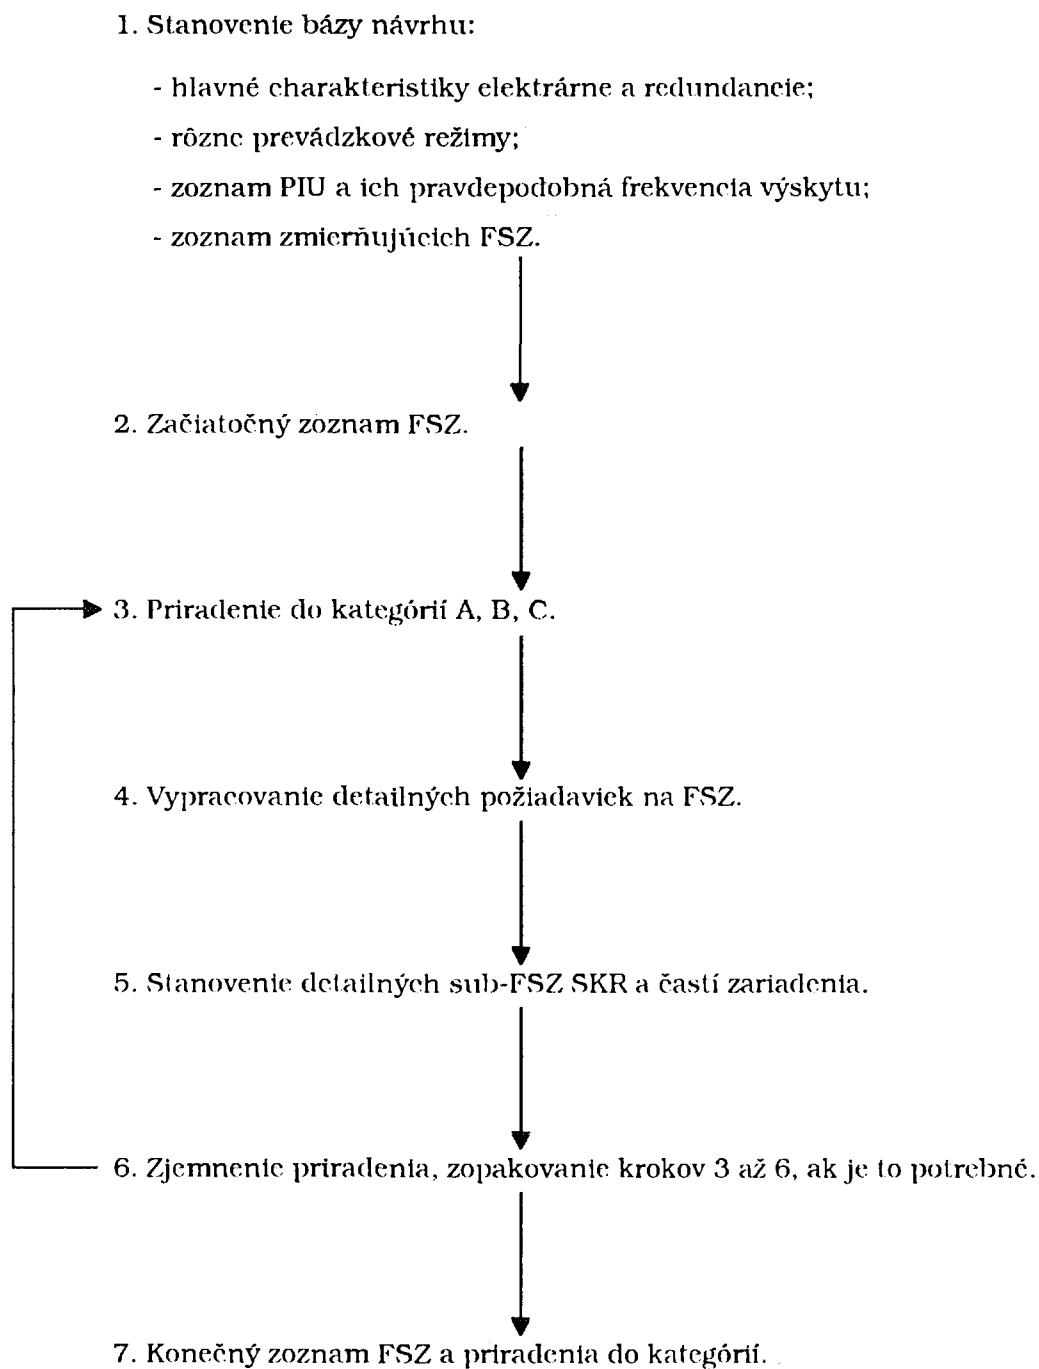 1. Stanovenie bázy návrhu:
- hlavné charakteristiky elektrárne a redundancie;
- rôzne prevádzkové režimy;
- zoznam PIU a ich pravdepodobná frekvencia výskytu;
- zoznam zmierňujúcich FSZ.
2. Začiatočný zoznam FSZ.
3. Priradenie do kategórií A, B, C.
4. Vypracovanie detailných požiadaviek na FSZ.
5. Stanovenie detailných sub-FSZ SKR a častí zariadenia.
6. Zjemnenie priradenia, zopakovanie krokov 3 až 6, ak je to potrebné.
7. Konečný zoznam FSZ a priradenia do kategórií.